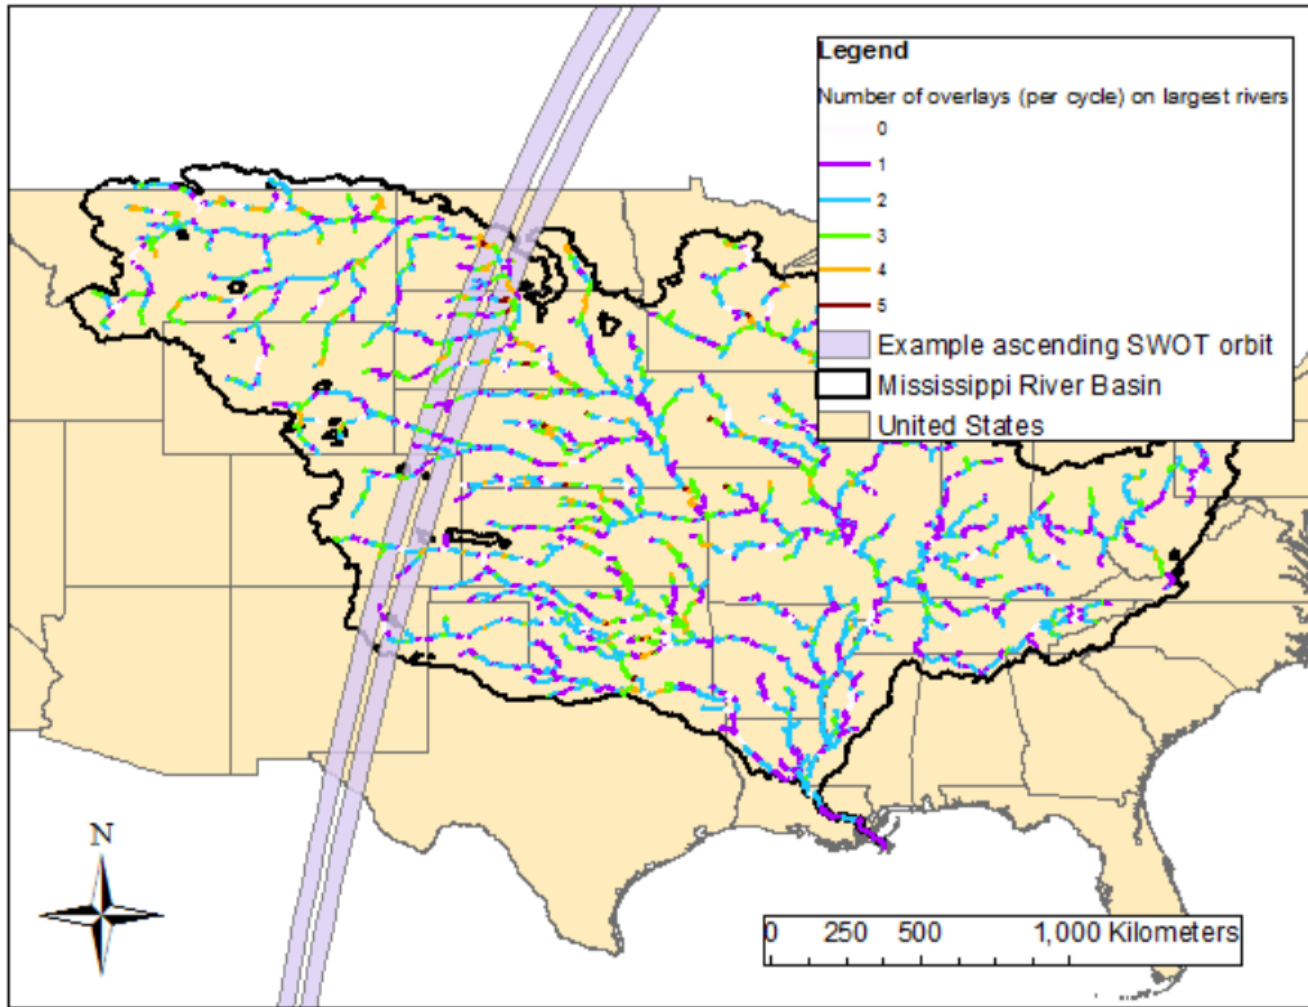 Legend
Number of overlays (per cycle) on largest rivers
0
1
2
3
4
5
Example ascending SWOT orbit
Mississippi River Basin
United States
N
0 250 500 1,000 Kilometers